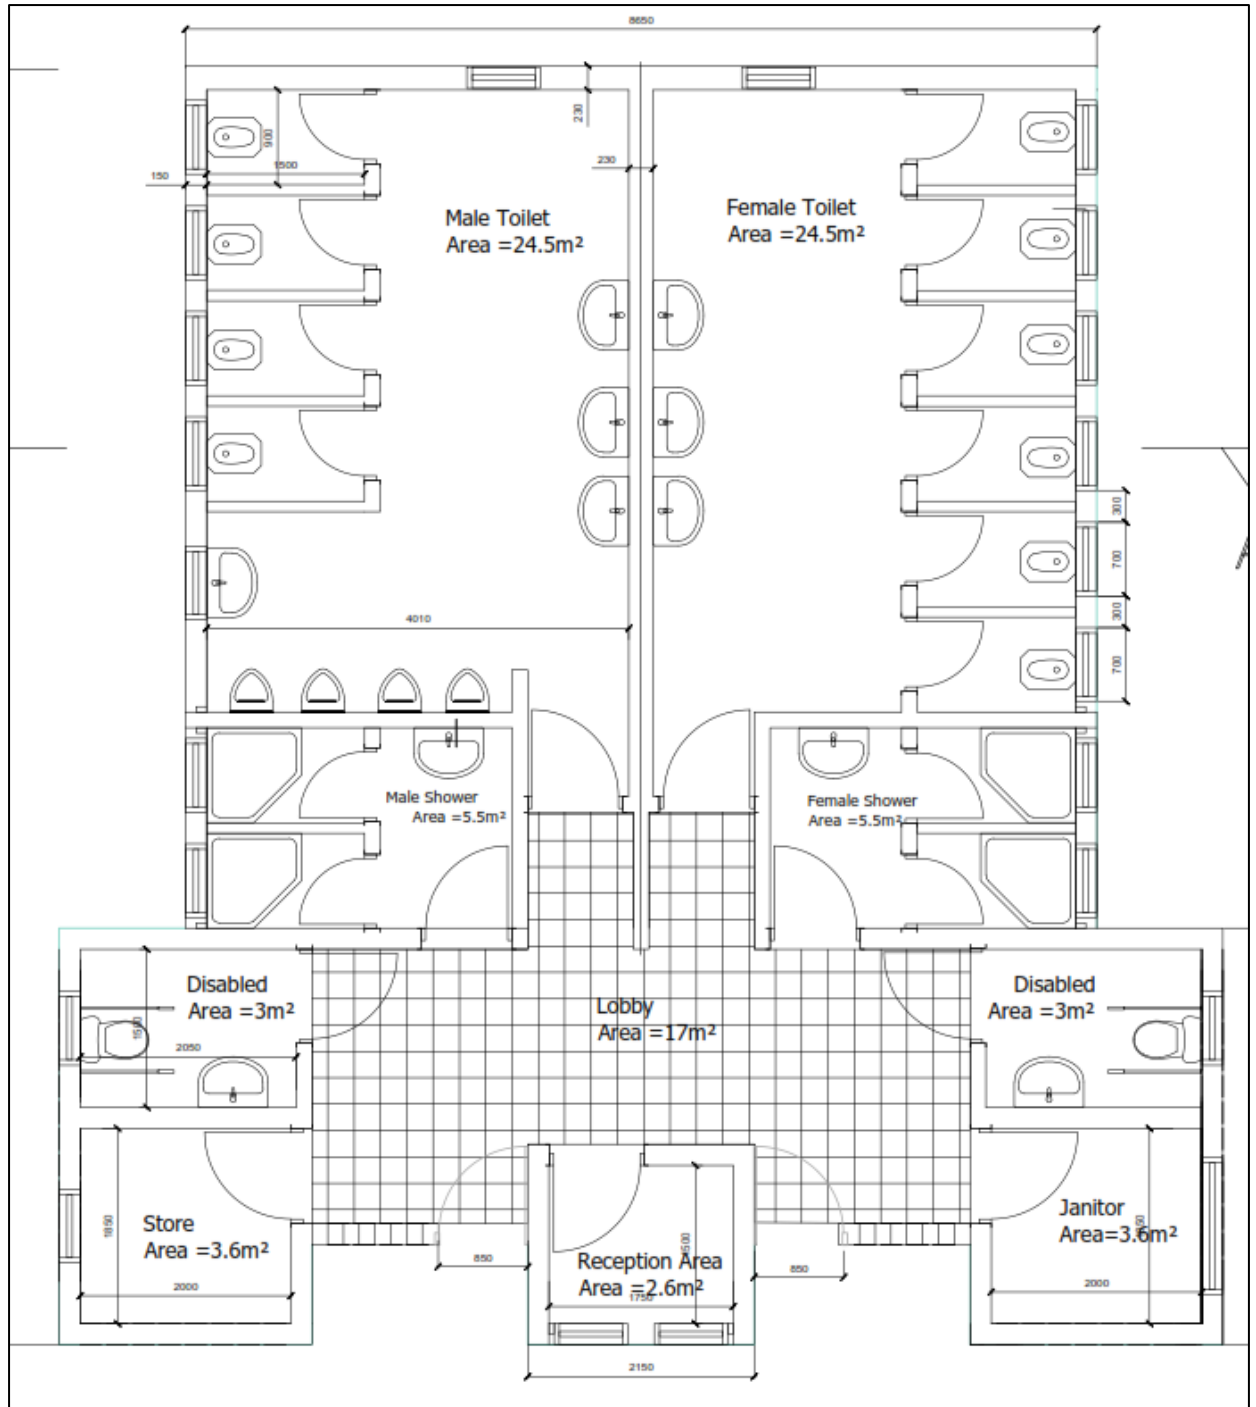 8650
230
900
1500
150
230
Male Toilet
Area =24.5m²
Female Toilet
Area =24.5m²
300
700
300
700
4010
Male Shower
Area =5.5m²
Female Shower
Area =5.5m²
Disabled
Area =3m²
1500
2050
Lobby
Area =17m²
Disabled
Area =3m²
Store
Area =3.6m²
1850
2000
850
Reception Area
Area =2.6m²
1750
850
Janitor
Area=3.6m²
2000
2150